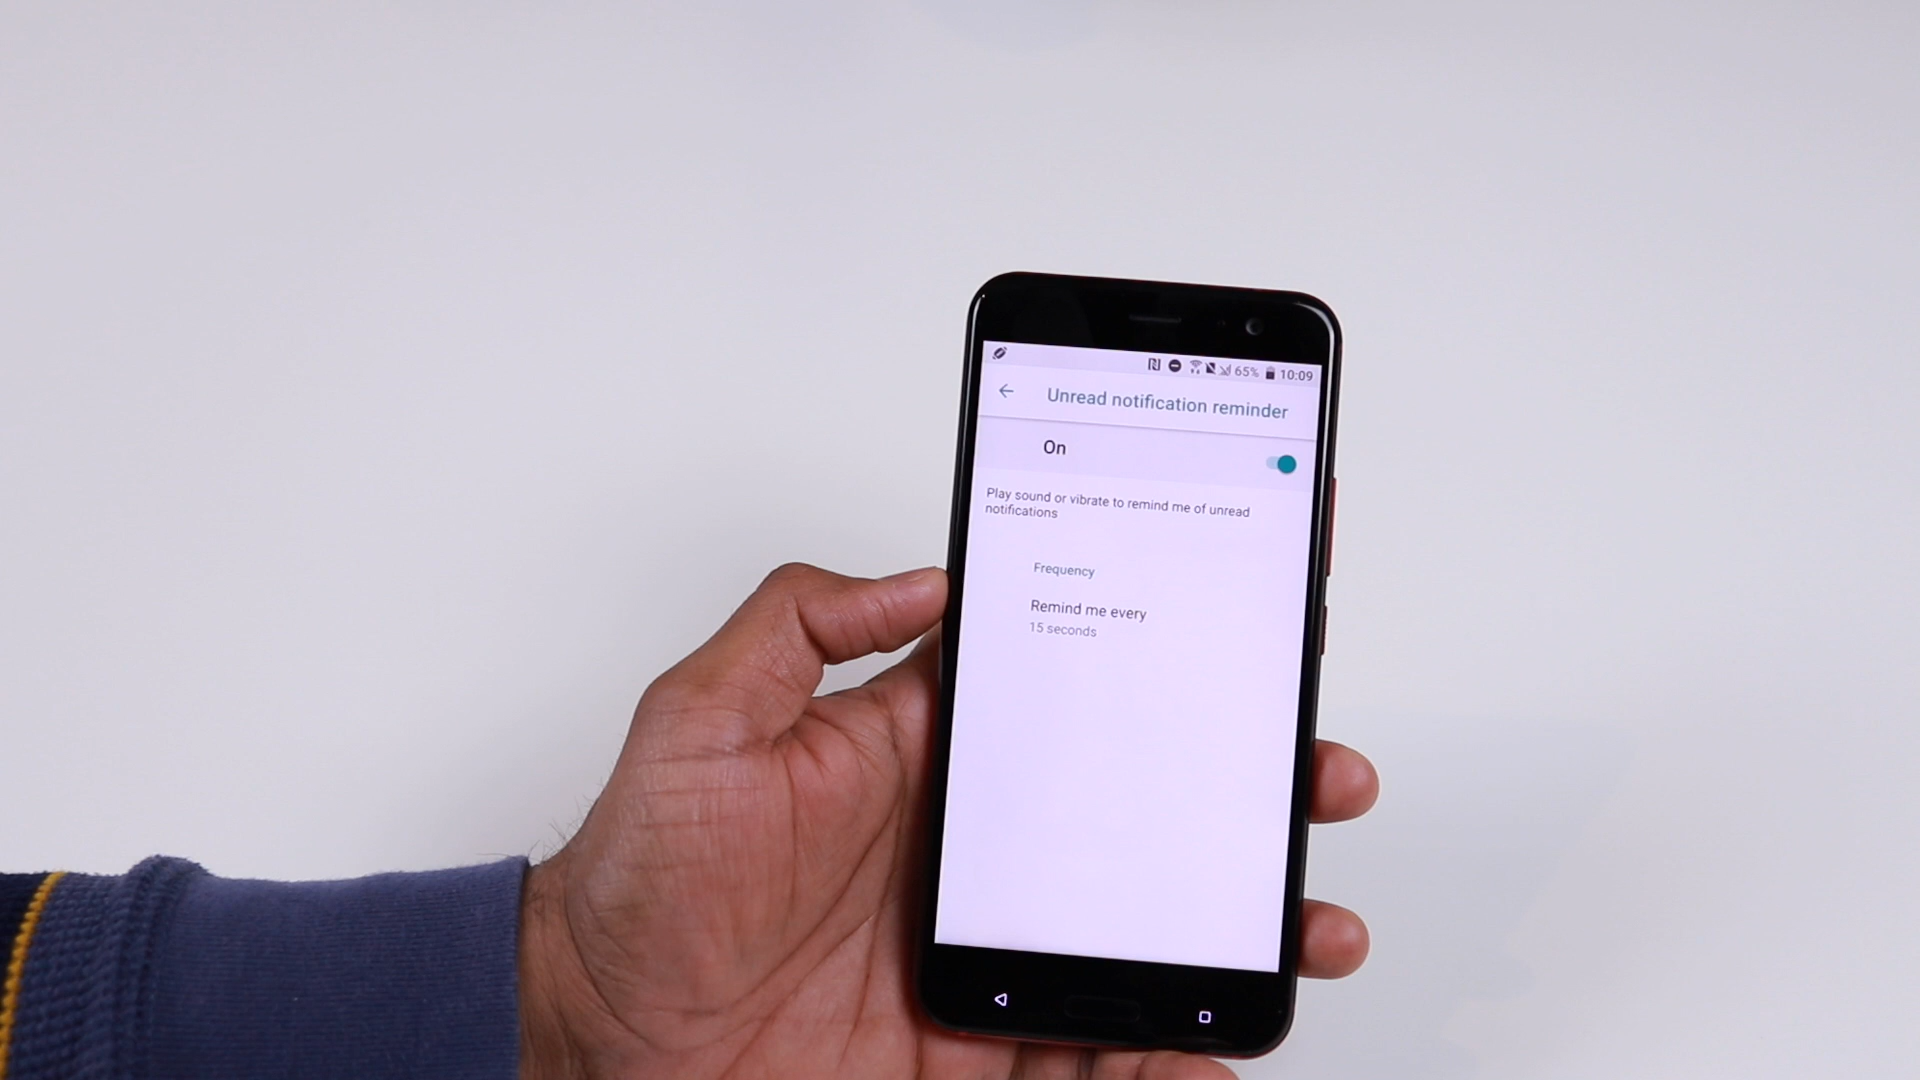 65% 10:09
Unread notification reminder
On
Play sound or vibrate to remind me of unread
notifications
Frequency
Remind me every
15 seconds